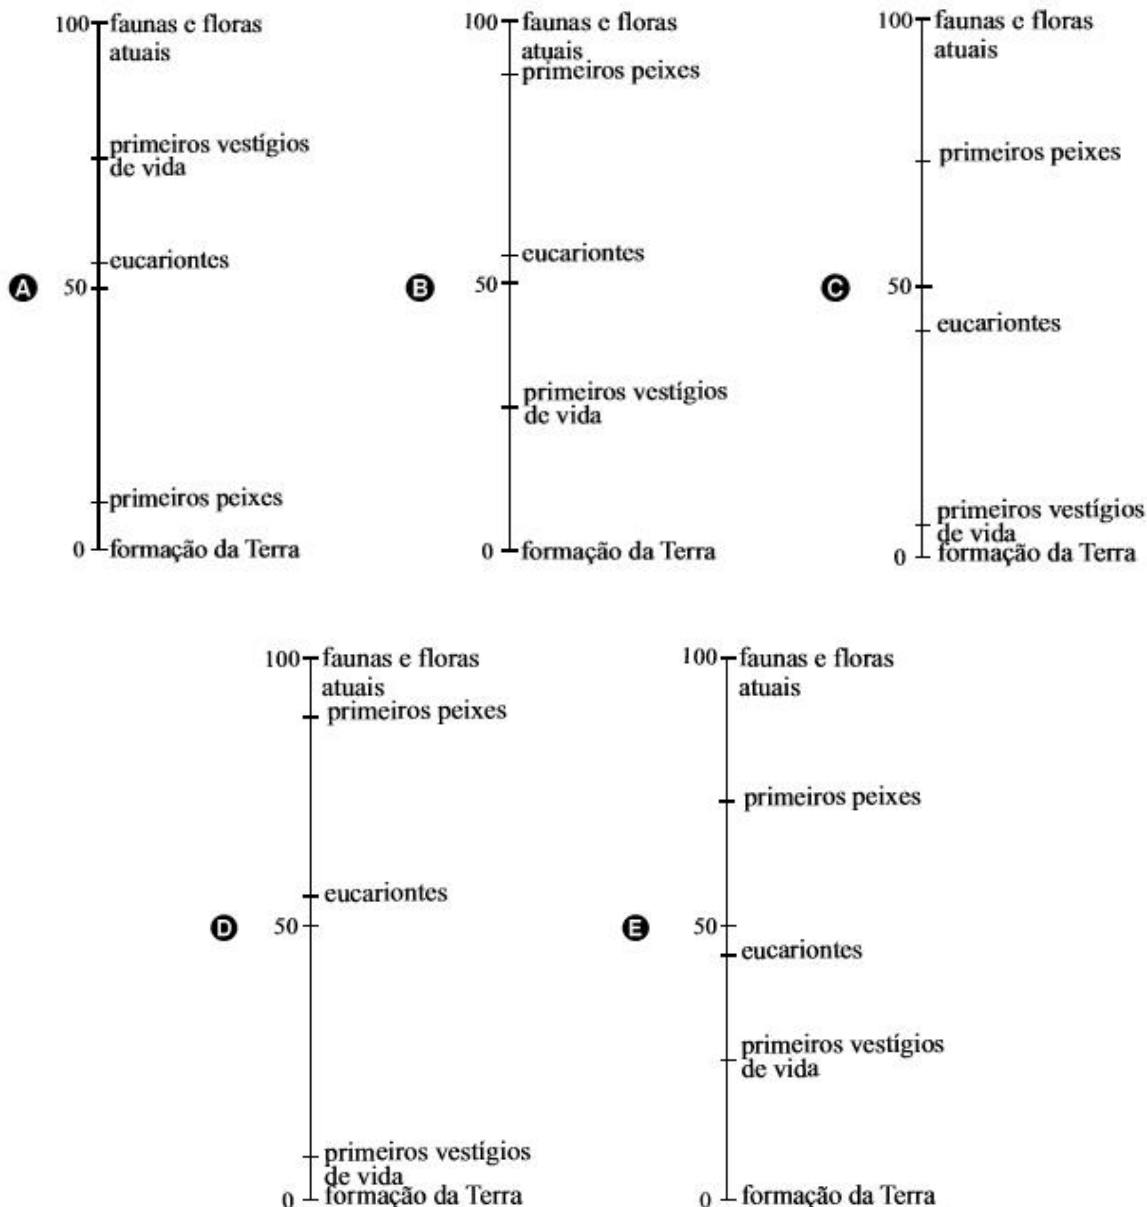 100 faunas e floras
atuais
primeiros vestígios
de vida
eucariontes
A 50
primeiros peixes
0 formação da Terra
100 faunas e floras
atuais
primeiros peixes
eucariontes
B 50
primeiros vestígios
de vida
0 formação da Terra
100 faunas e floras
atuais
primeiros peixes
C 50
eucariontes
primeiros vestígios
de vida
0 formação da Terra
100 faunas e floras
atuais
primeiros peixes
eucariontes
D 50
primeiros vestígios
de vida
0 formação da Terra
100 faunas e floras
atuais
primeiros peixes
E 50
eucariontes
primeiros vestígios
de vida
0 formação da Terra